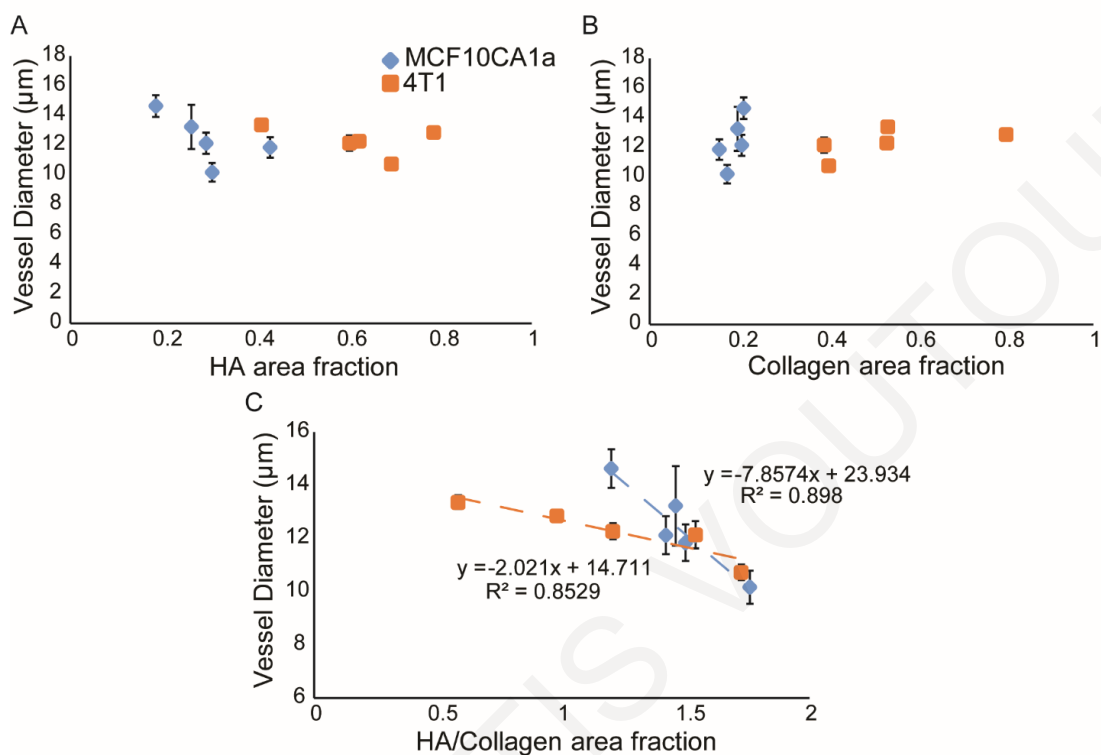 A
18
16
14
12
10
8
6
4
2
0
Vessel Diameter (µm)
0
0.2
0.4
0.6
0.8
1
HA area fraction
MCF10CA1a
4T1
B
18
16
14
12
10
8
6
4
2
0
Vessel Diameter (µm)
0
0.2
0.4
0.6
0.8
1
Collagen area fraction
C
16
14
12
10
8
6
Vessel Diameter (µm)
y =-7.8574x + 23.934
R² = 0.898
y =-2.021x + 14.711
R² = 0.8529
0
0.5
1
1.5
2
HA/Collagen area fraction